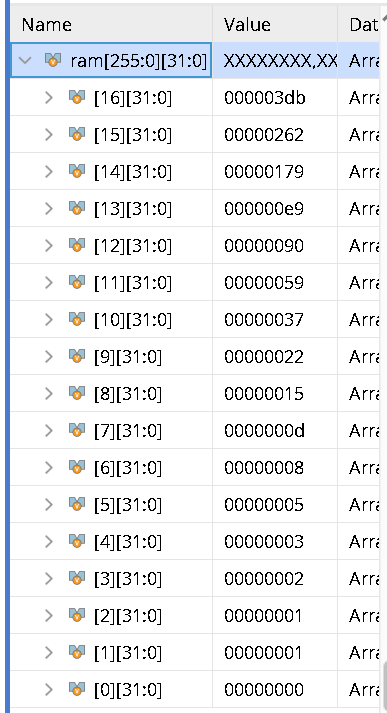 Name Value Dat
ram[255:0][31:0] XXXXXXXX,XX Arra
[16][31:0] 000003db Arra
[15][31:0] 00000262 Arra
[14][31:0] 00000179 Arra
[13][31:0] 000000e9 Arra
[12][31:0] 00000090 Arra
[11][31:0] 00000059 Arra
[10][31:0] 00000037 Arra
[9][31:0] 00000022 Arra
[8][31:0] 00000015 Arra
[7][31:0] 0000000d Arra
[6][31:0] 00000008 Arra
[5][31:0] 00000005 Arra
[4][31:0] 00000003 Arra
[3][31:0] 00000002 Arra
[2][31:0] 00000001 Arra
[1][31:0] 00000001 Arra
[0][31:0] 00000000 Arra